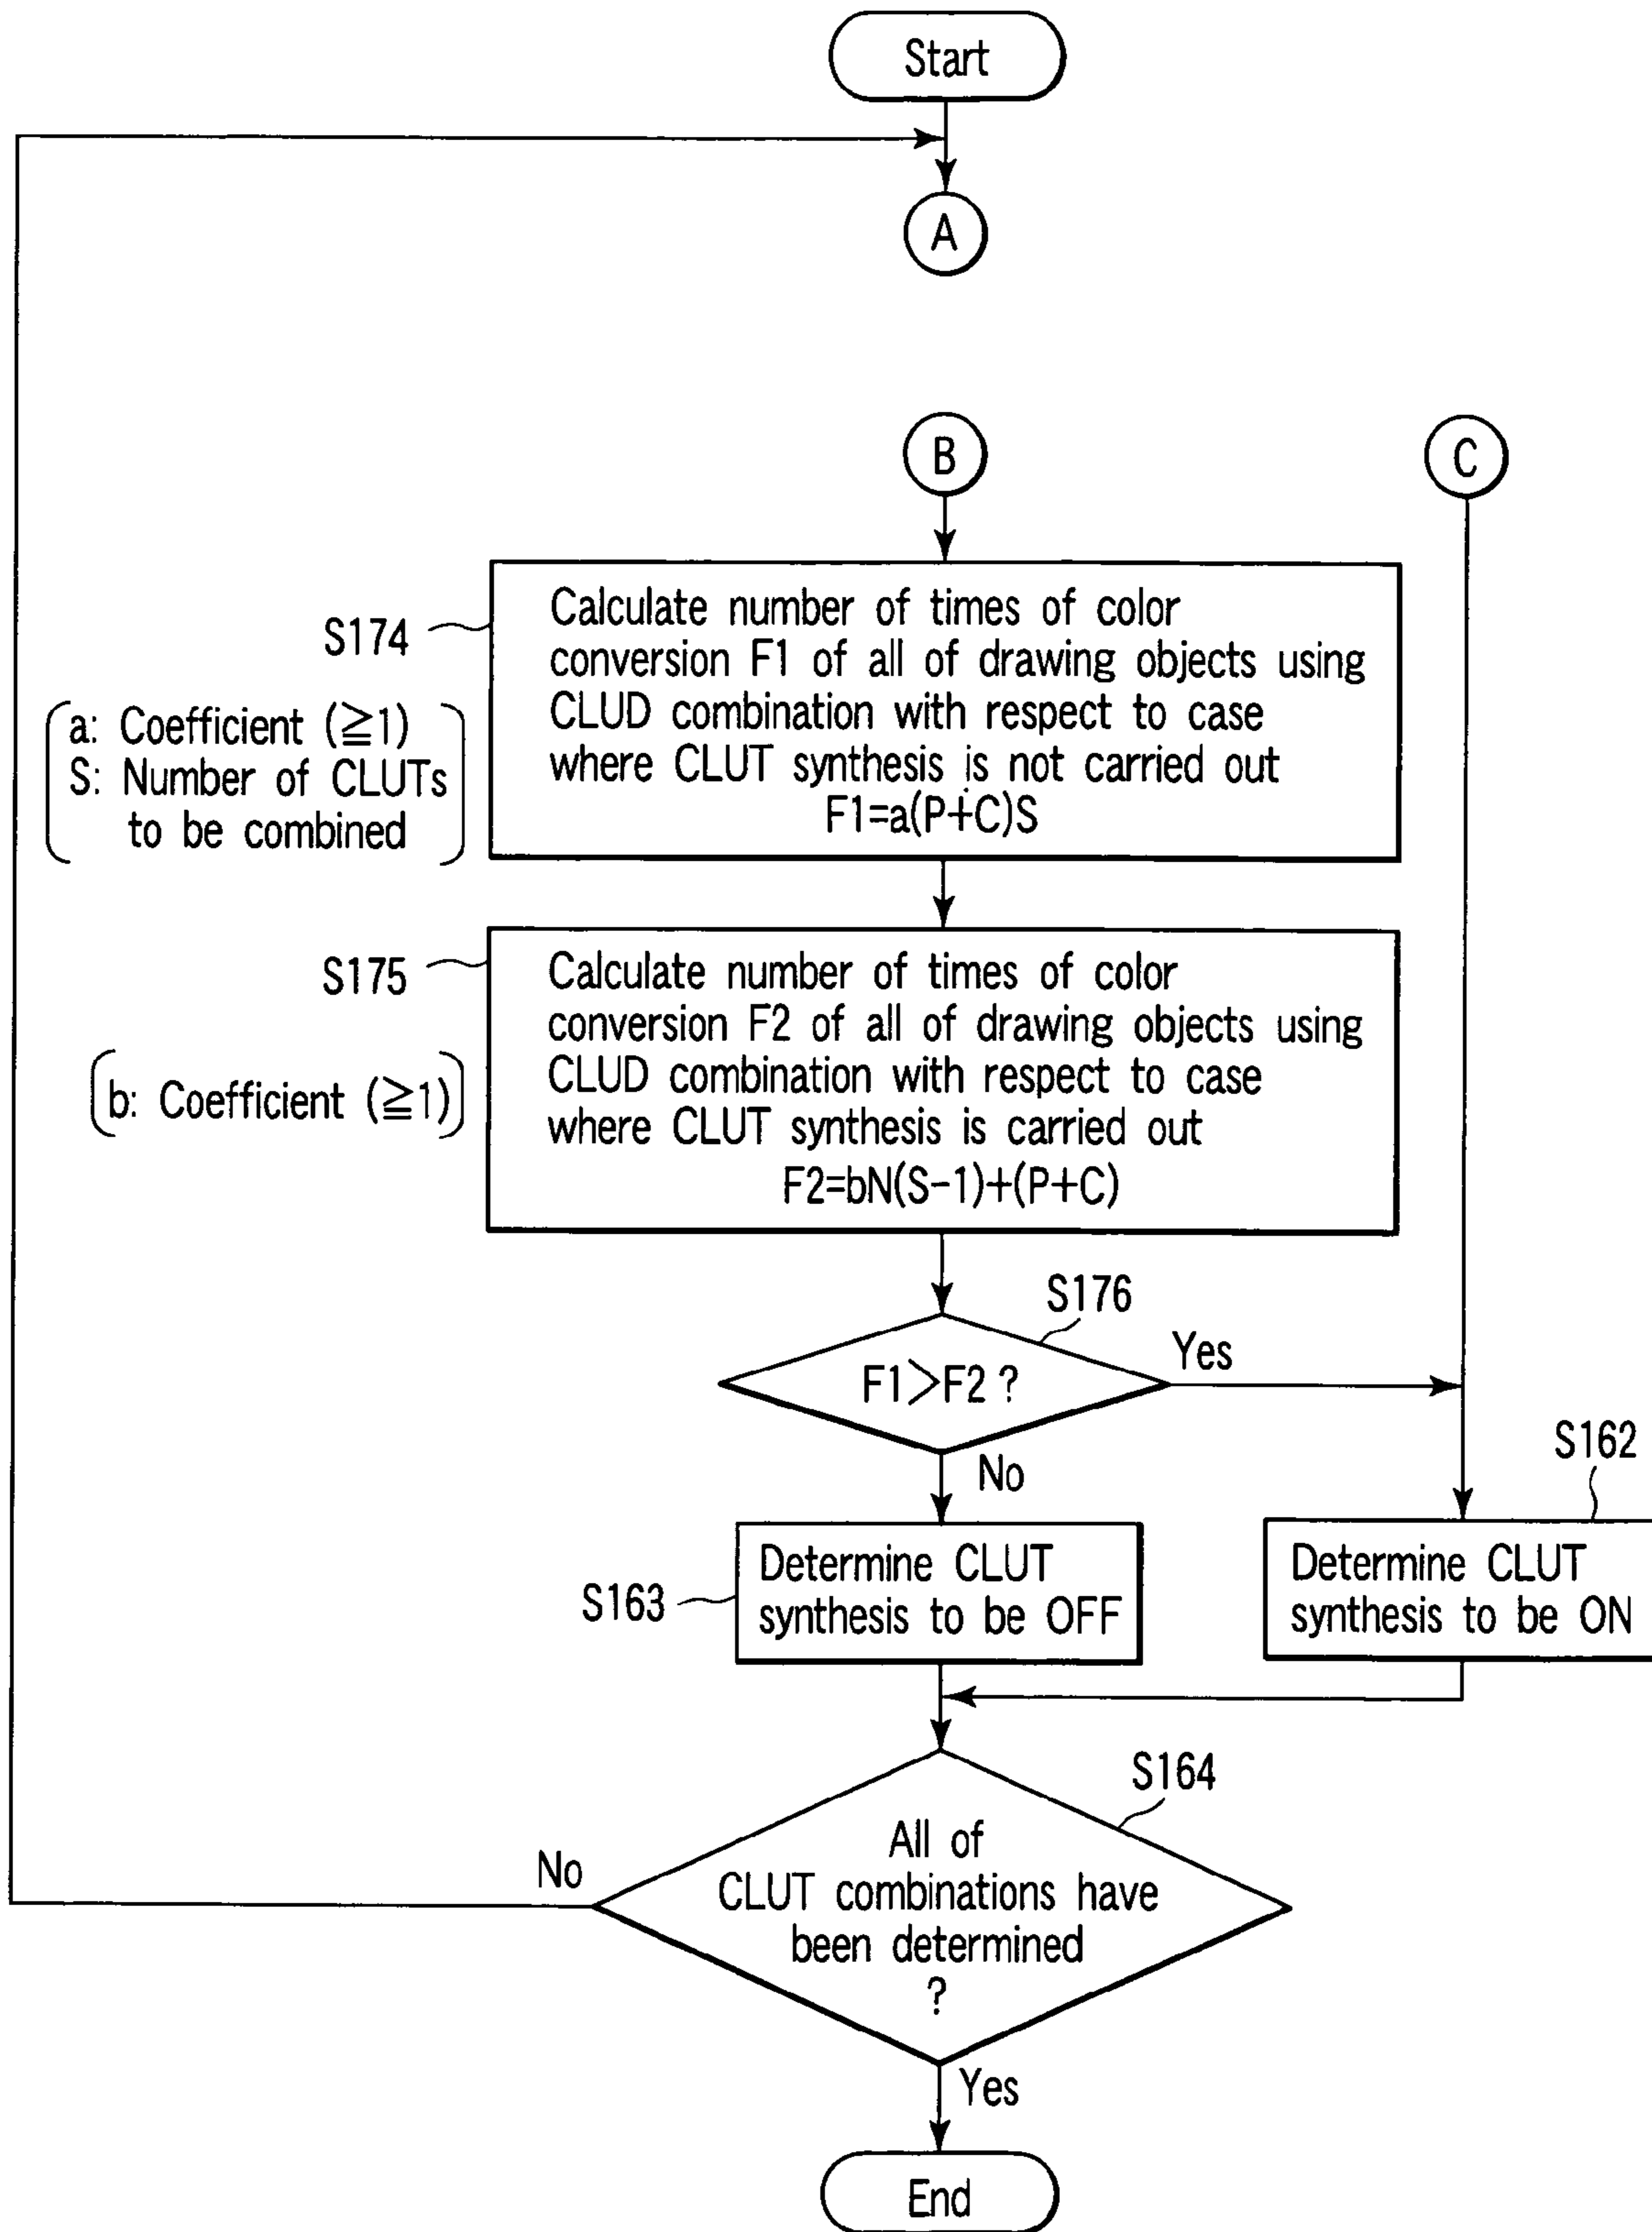 Start
A
B
C
S174
Calculate number of times of color
conversion F1 of all of drawing objects using
CLUD combination with respect to case
where CLUT synthesis is not carried out
F1=a(P+C)S
a: Coefficient (≧1)
S: Number of CLUTs
to be combined
S175
Calculate number of times of color
conversion F2 of all of drawing objects using
CLUD combination with respect to case
where CLUT synthesis is carried out
F2=bN(S-1)+(P+C)
b: Coefficient (≧1)
S176
F1>F2 ?
Yes
No
S162
Determine CLUT
synthesis to be ON
S163
Determine CLUT
synthesis to be OFF
S164
All of
CLUT combinations have
been determined
?
No
Yes
End